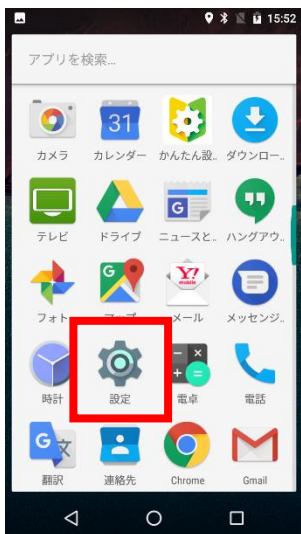 15:52
アプリを検索...
31
カメラ
カレンダー
かんたん設..
ダウンロー..
G
テレビ
ドライブ
ニュースと..
ハングアウ..
G
Y!
mobile
フォト
マップ
メール
メッセンジ..
時計
設定
電卓
電話
G 文
翻訳
連絡先
Chrome
Gmail